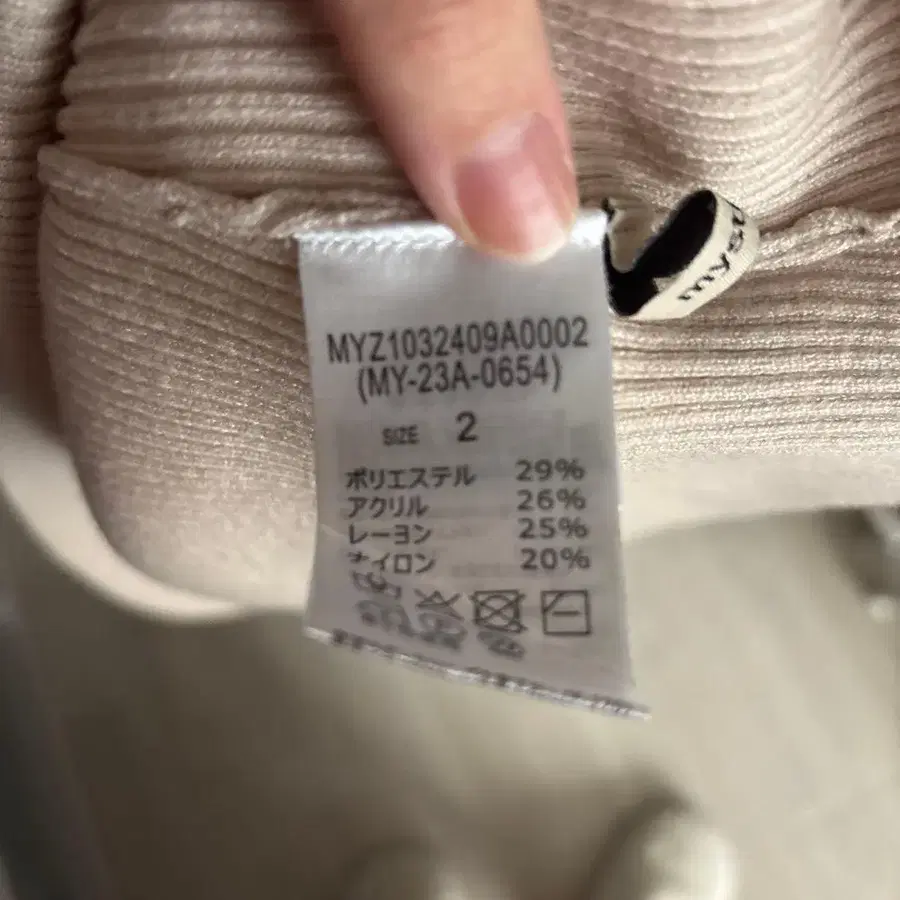 MYZ1032409A0002
(MY-23A-0654)
SIZE 2
ポリエステル 29%
アクリル 26%
レーヨン 25%
ナイロン 20%
myst